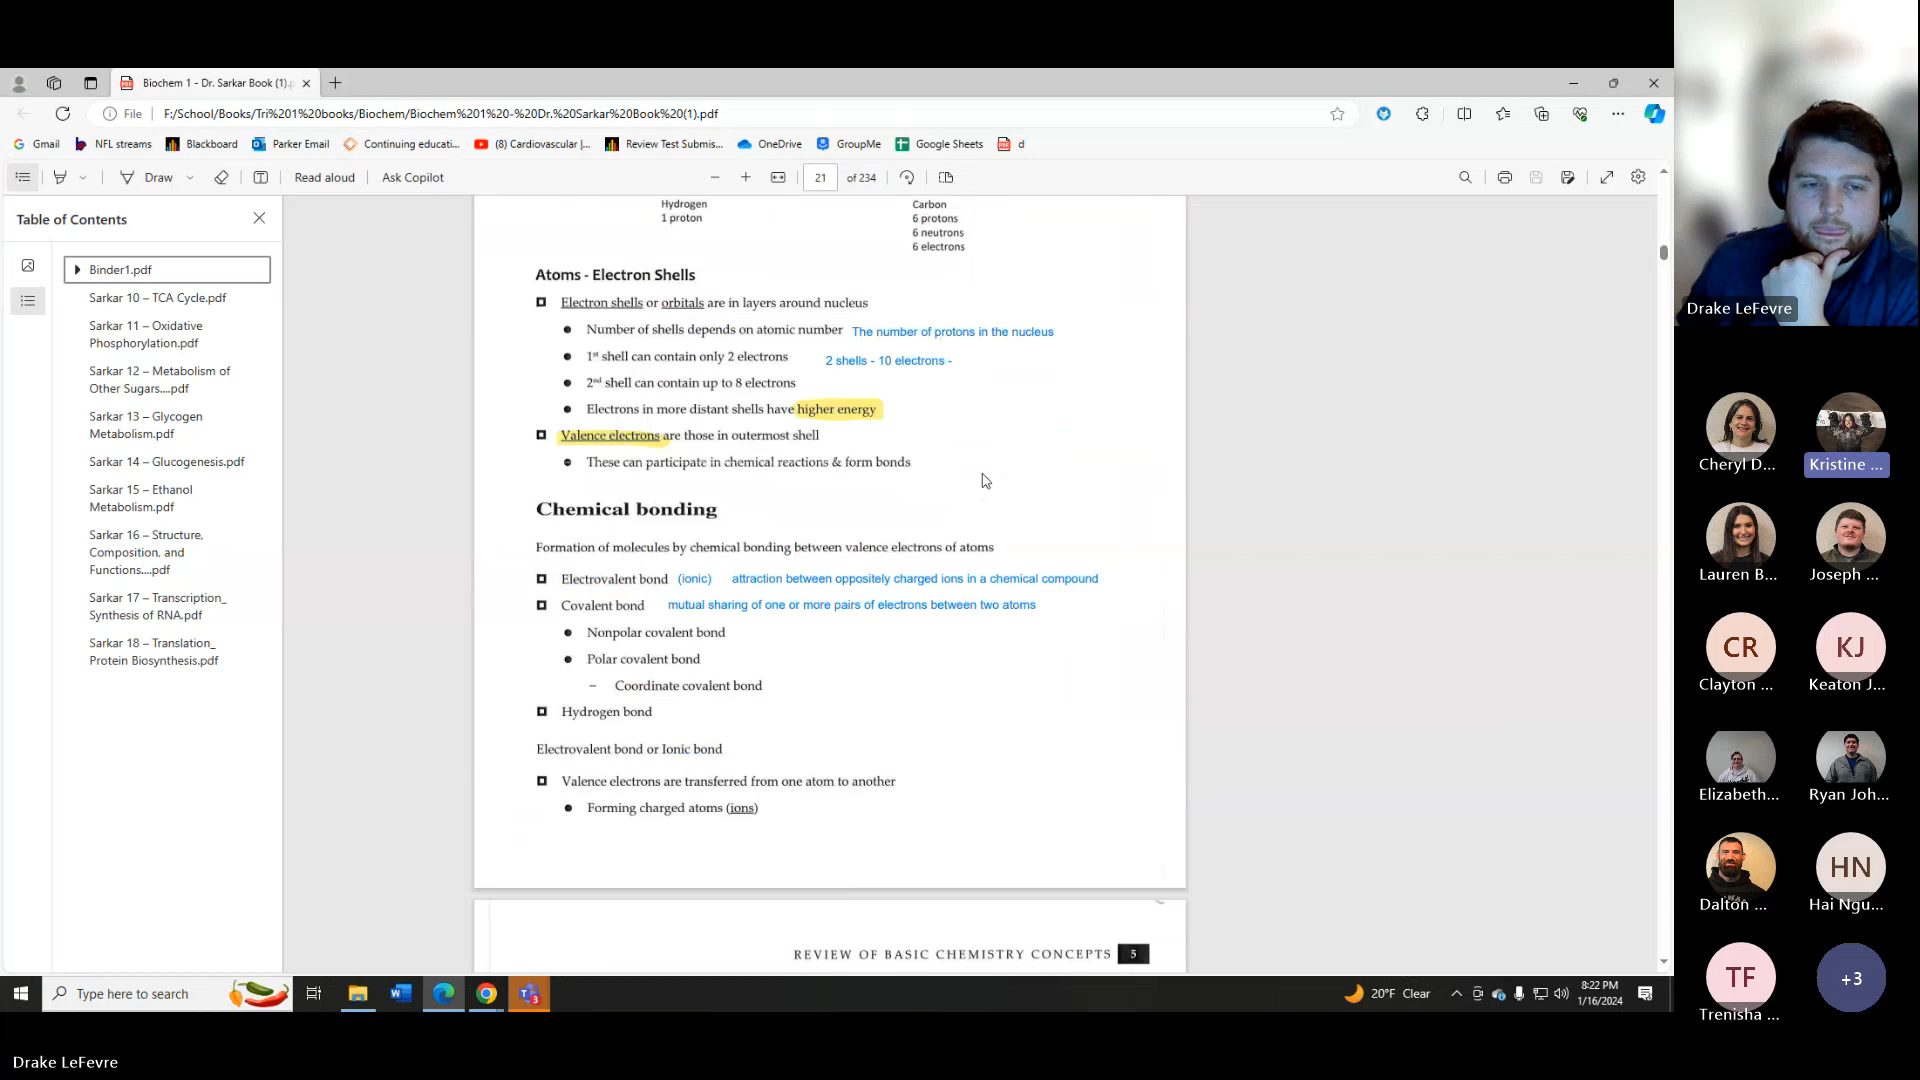 Biochem 1 - Dr. Sarkar Book (1).p
File F:/School/Books/Tri%201%20books/Biochem/Biochem%201%20-%20Dr.%20Sarkar%20Book%20(1).pdf
Gmail NFL streams Blackboard Parker Email Continuing educati... (8) Cardiovascular |... Review Test Submis... OneDrive GroupMe Google Sheets d
Draw Read aloud Ask Copilot 21 of 234
Table of Contents
Binder1.pdf
Sarkar 10 – TCA Cycle.pdf
Sarkar 11 – Oxidative
Phosphorylation.pdf
Sarkar 12 – Metabolism of
Other Sugars....pdf
Sarkar 13 – Glycogen
Metabolism.pdf
Sarkar 14 – Glucogenesis.pdf
Sarkar 15 – Ethanol
Metabolism.pdf
Sarkar 16 – Structure,
Composition, and
Functions....pdf
Sarkar 17 – Transcription_
Synthesis of RNA.pdf
Sarkar 18 – Translation_
Protein Biosynthesis.pdf
Hydrogen
1 proton
Carbon
6 protons
6 neutrons
6 electrons
Atoms - Electron Shells
Electron shells or orbitals are in layers around nucleus
Number of shells depends on atomic number The number of protons in the nucleus
1st shell can contain only 2 electrons 2 shells - 10 electrons -
2nd shell can contain up to 8 electrons
Electrons in more distant shells have higher energy
Valence electrons are those in outermost shell
These can participate in chemical reactions & form bonds
Chemical bonding
Formation of molecules by chemical bonding between valence electrons of atoms
Electrovalent bond (ionic) attraction between oppositely charged ions in a chemical compound
Covalent bond mutual sharing of one or more pairs of electrons between two atoms
Nonpolar covalent bond
Polar covalent bond
– Coordinate covalent bond
Hydrogen bond
Electrovalent bond or Ionic bond
Valence electrons are transferred from one atom to another
Forming charged atoms (ions)
REVIEW OF BASIC CHEMISTRY CONCEPTS 5
Type here to search
3
20°F Clear
8:22 PM
1/16/2024
Drake LeFevre
Cheryl D... Kristine ...
Lauren B... Joseph ...
CR KJ
Clayton ... Keaton J...
Elizabeth... Ryan Joh...
HN
Dalton ... Hai Ngu...
TF +3
Trenisha ...
Drake LeFevre